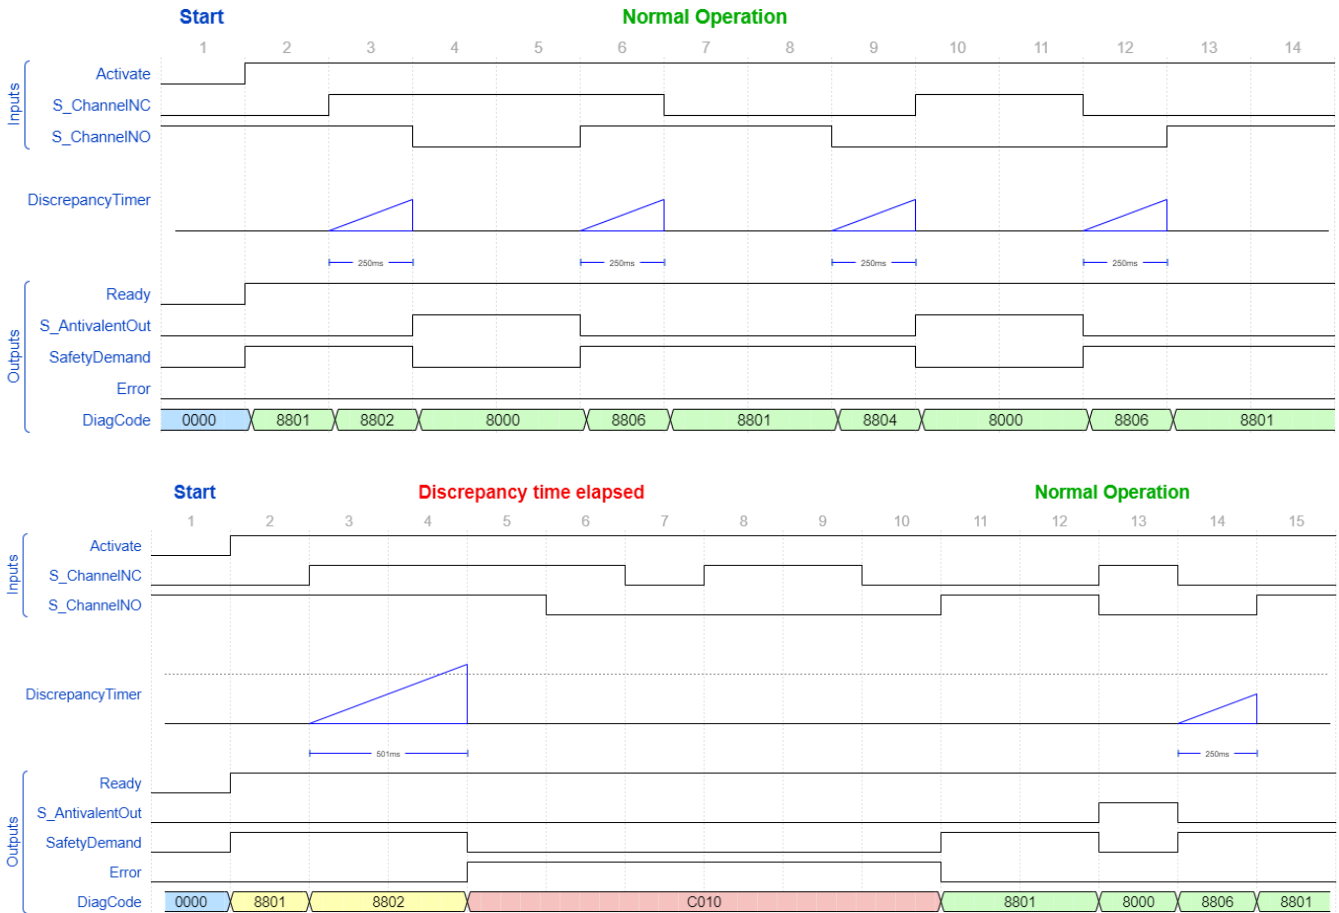 Start Normal Operation
1 2 3 4 5 6 7 8 9 10 11 12 13 14
Inputs
Activate
S_ChannelNC
S_ChannelNO
DiscrepancyTimer
250ms 250ms 250ms 250ms
Outputs
Ready
S_AntivalentOut
SafetyDemand
Error
DiagCode 0000 8801 8802 8000 8806 8801 8804 8000 8806 8801
Start Discrepancy time elapsed Normal Operation
1 2 3 4 5 6 7 8 9 10 11 12 13 14 15
Inputs
Activate
S_ChannelNC
S_ChannelNO
DiscrepancyTimer
501ms 250ms
Outputs
Ready
S_AntivalentOut
SafetyDemand
Error
DiagCode 0000 8801 8802 C010 8801 8000 8806 8801